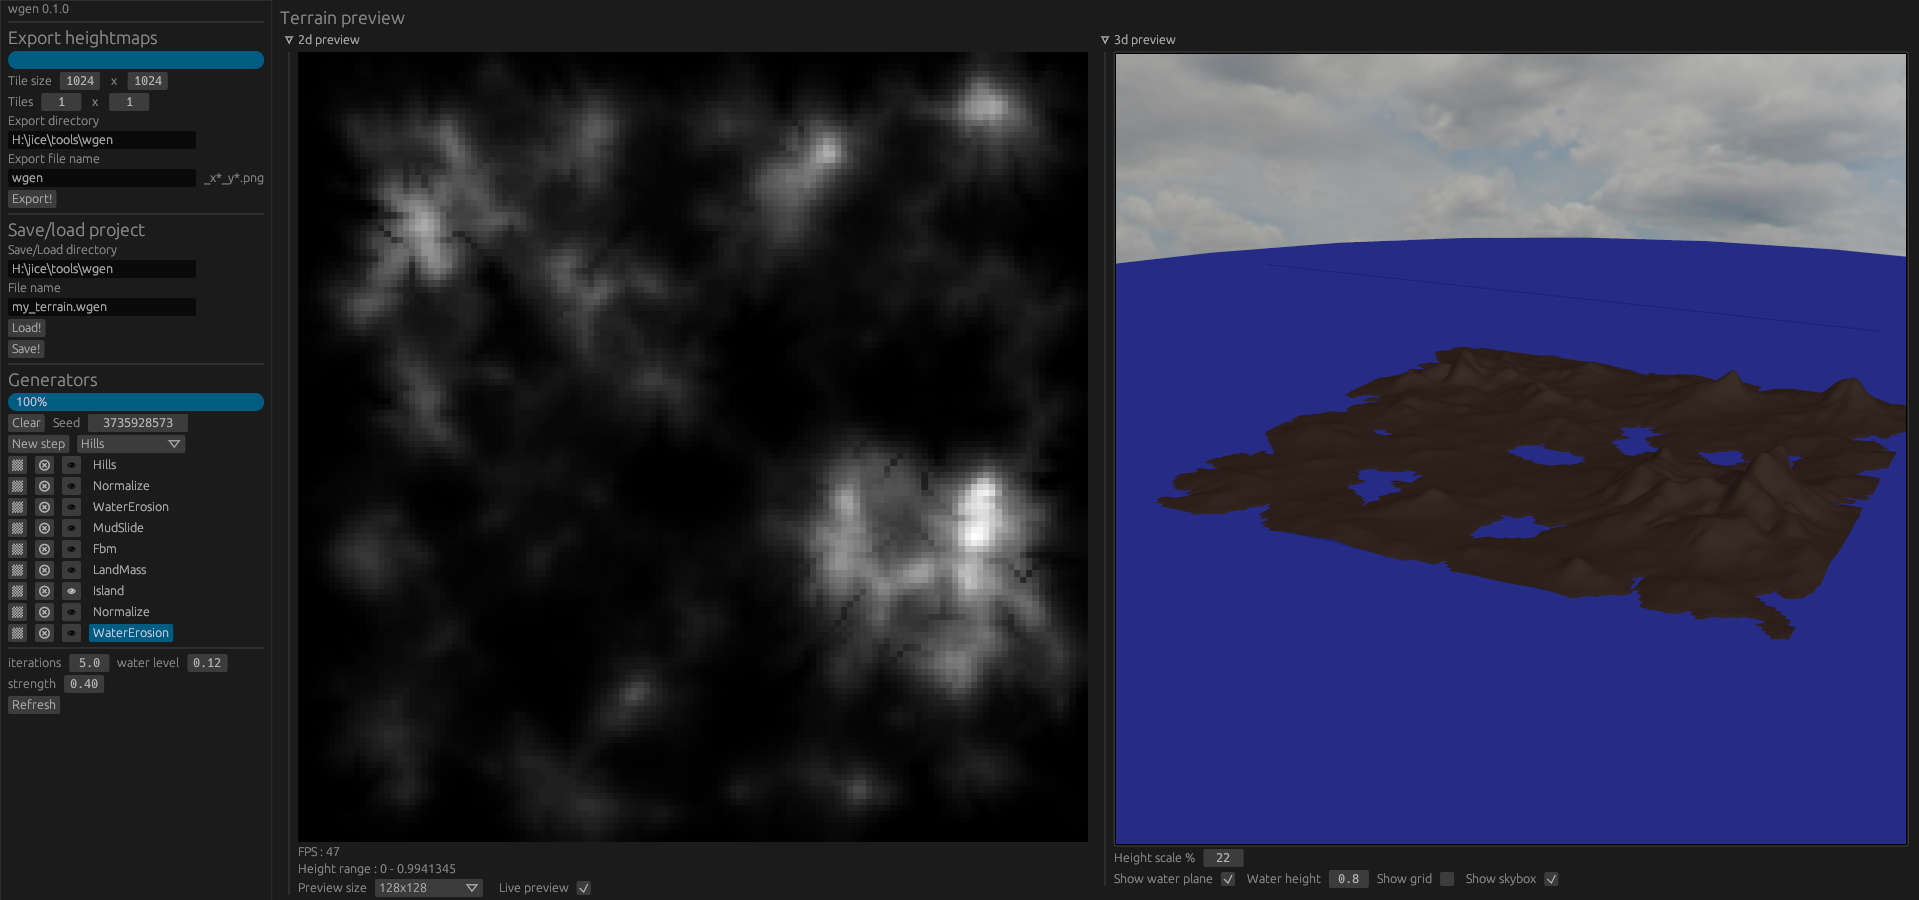 wgen 0.1.0
Export heightmaps
Tile size 1024 x 1024
Tiles 1 x 1
Export directory
H:\jice\tools\wgen
Export file name
wgen _x*_y*.png
Export!
Save/load project
Save/Load directory
H:\jice\tools\wgen
File name
my_terrain.wgen
Load!
Save!
Generators
100%
Clear Seed 3735928573
New step Hills
Hills
Normalize
WaterErosion
MudSlide
Fbm
LandMass
Island
Normalize
WaterErosion
iterations 5.0 water level 0.12
strength 0.40
Refresh
Terrain preview
2d preview
FPS : 47
Height range : 0 - 0.9941345
Preview size 128x128 Live preview
3d preview
Height scale % 22
Show water plane Water height 0.8 Show grid Show skybox